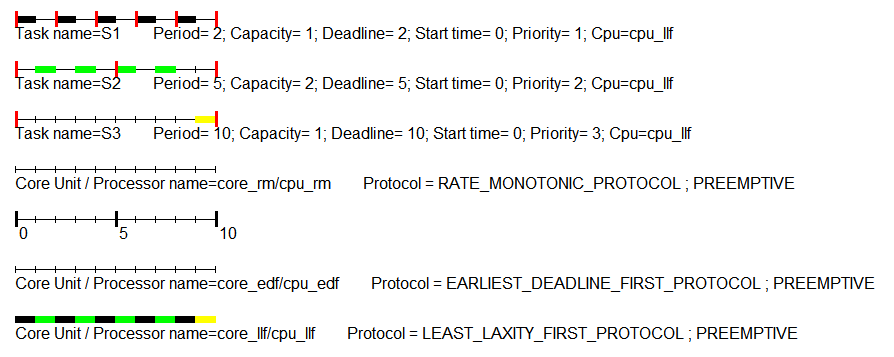 Task name=S1 Period= 2; Capacity= 1; Deadline= 2; Start time= 0; Priority= 1; Cpu=cpu_llf
Task name=S2 Period= 5; Capacity= 2; Deadline= 5; Start time= 0; Priority= 2; Cpu=cpu_llf
Task name=S3 Period= 10; Capacity= 1; Deadline= 10; Start time= 0; Priority= 3; Cpu=cpu_llf
Core Unit / Processor name=core_rm/cpu_rm Protocol = RATE_MONOTONIC_PROTOCOL ; PREEMPTIVE
0 5 10
Core Unit / Processor name=core_edf/cpu_edf Protocol = EARLIEST_DEADLINE_FIRST_PROTOCOL ; PREEMPTIVE
Core Unit / Processor name=core_llf/cpu_llf Protocol = LEAST_LAXITY_FIRST_PROTOCOL ; PREEMPTIVE